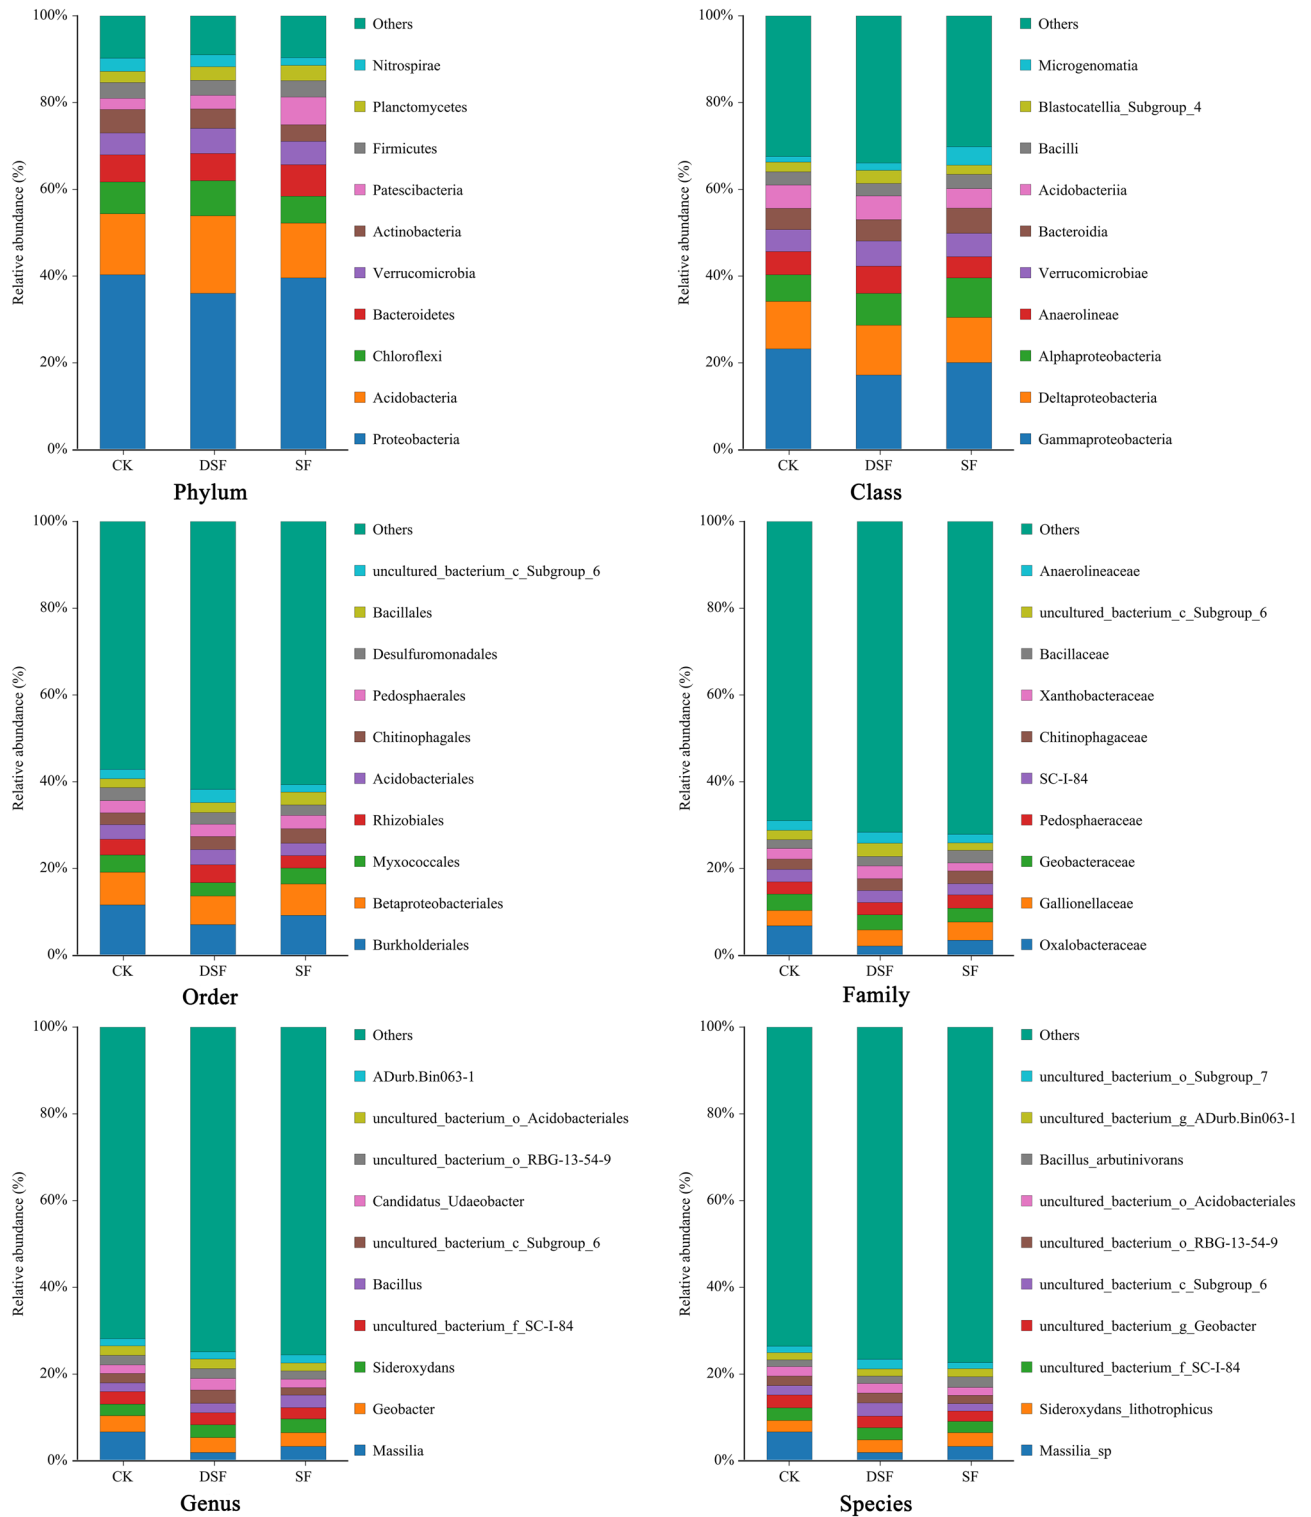 100%
80%
60%
40%
20%
0%
Relative abundance (%)
CK
DSF
SF
Others
Nitrospirae
Planctomycetes
Firmicutes
Patescibacteria
Actinobacteria
Verrucomicrobia
Bacteroidetes
Chloroflexi
Acidobacteria
Proteobacteria
Phylum
100%
80%
60%
40%
20%
0%
Relative abundance (%)
CK
DSF
SF
Others
Microgenomatia
Blastocatellia_Subgroup_4
Bacilli
Acidobacteriia
Bacteroidia
Verrucomicrobiae
Anaerolineae
Alphaproteobacteria
Deltaproteobacteria
Gammaproteobacteria
Class
100%
80%
60%
40%
20%
0%
Relative abundance (%)
CK
DSF
SF
Others
uncultured_bacterium_c_Subgroup_6
Bacillales
Desulfuromonadales
Pedosphaerales
Chitinophagales
Acidobacteriales
Rhizobiales
Myxococcales
Betaproteobacteriales
Burkholderiales
Order
100%
80%
60%
40%
20%
0%
Relative abundance (%)
CK
DSF
SF
Others
Anaerolineaceae
uncultured_bacterium_c_Subgroup_6
Bacillaceae
Xanthobacteraceae
Chitinophagaceae
SC-I-84
Pedosphaeraceae
Geobacteraceae
Gallionellaceae
Oxalobacteraceae
Family
100%
80%
60%
40%
20%
0%
Relative abundance (%)
CK
DSF
SF
Others
ADurb.Bin063-1
uncultured_bacterium_o_Acidobacteriales
uncultured_bacterium_o_RBG-13-54-9
Candidatus_Udaeobacter
uncultured_bacterium_c_Subgroup_6
Bacillus
uncultured_bacterium_f_SC-I-84
Sideroxydans
Geobacter
Massilia
Genus
100%
80%
60%
40%
20%
0%
Relative abundance (%)
CK
DSF
SF
Others
uncultured_bacterium_o_Subgroup_7
uncultured_bacterium_g_ADurb.Bin063-1
Bacillus_arbutinivorans
uncultured_bacterium_o_Acidobacteriales
uncultured_bacterium_o_RBG-13-54-9
uncultured_bacterium_c_Subgroup_6
uncultured_bacterium_g_Geobacter
uncultured_bacterium_f_SC-I-84
Sideroxydans_lithotrophicus
Massilia_sp
Species